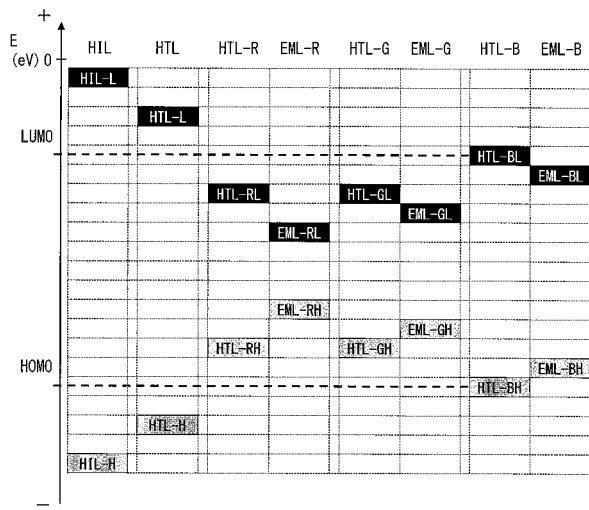 +
E
(eV) 0
HIL HTL HTL-R EML-R HTL-G EML-G HTL-B EML-B
HIL-L
HTL-L
LUMO
HTL-BL
EML-BL
HTL-RL HTL-GL
EML-GL
EML-RL
EML-RH
EML-GH
HTL-RH HTL-GH
HOMO
EML-BH
HTL-BH
HTL-H
HIL-H
−